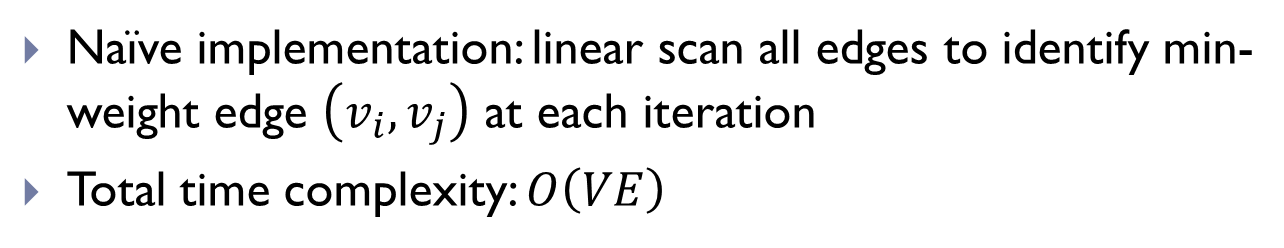 Naïve implementation: linear scan all edges to identify min-
weight edge (v_i, v_j) at each iteration
Total time complexity: O(VE)